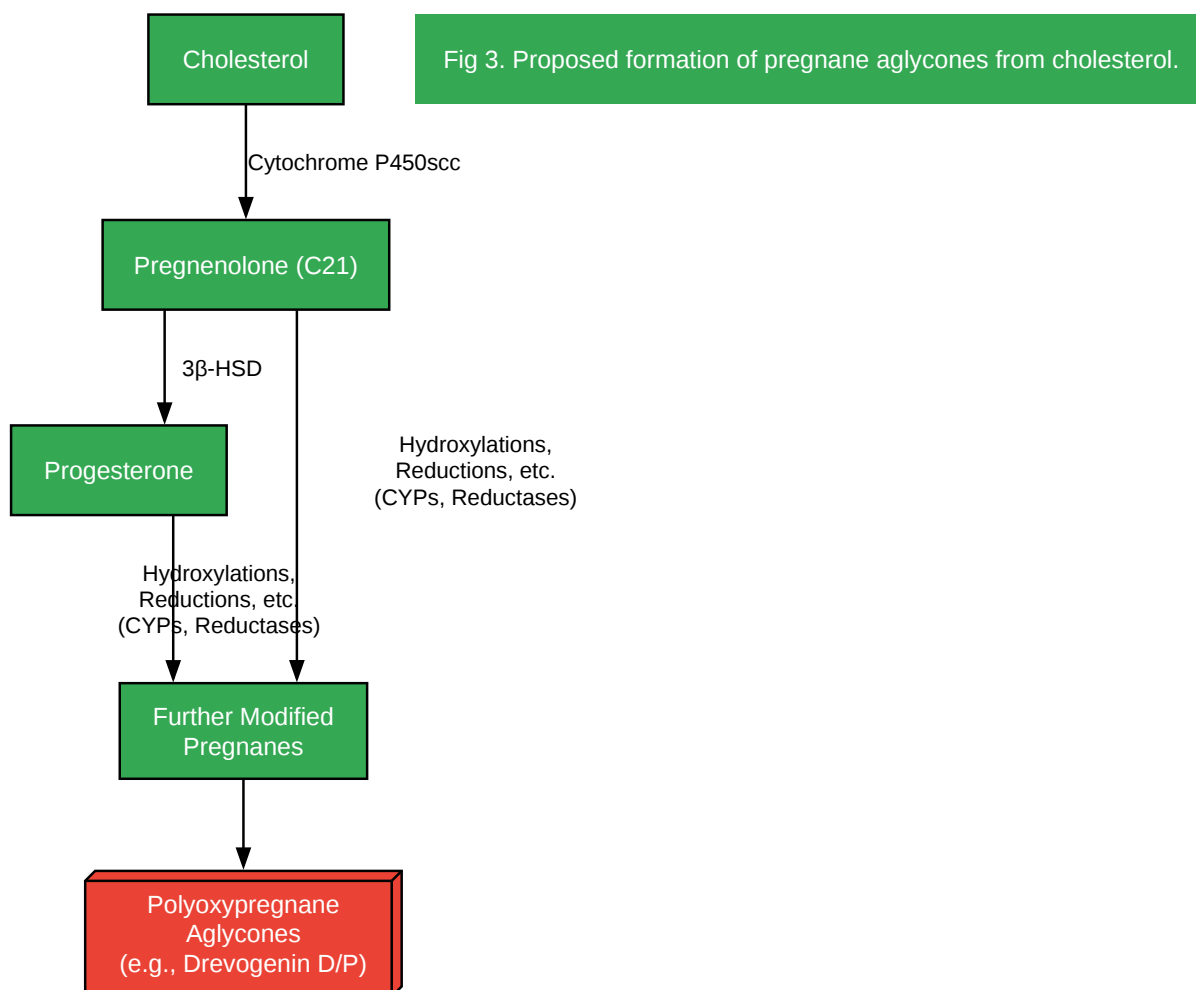 Cholesterol
Fig 3. Proposed formation of pregnane aglycones from cholesterol.
Cytochrome P450scc
Pregnenolone (C21)
3β-HSD
Progesterone
Hydroxylations,
Reductions, etc.
(CYPs, Reductases)
Hydroxylations,
Reductions, etc.
(CYPs, Reductases)
Further Modified
Pregnanes
Polyoxypregnane
Aglycones
(e.g., Drevogenin D/P)